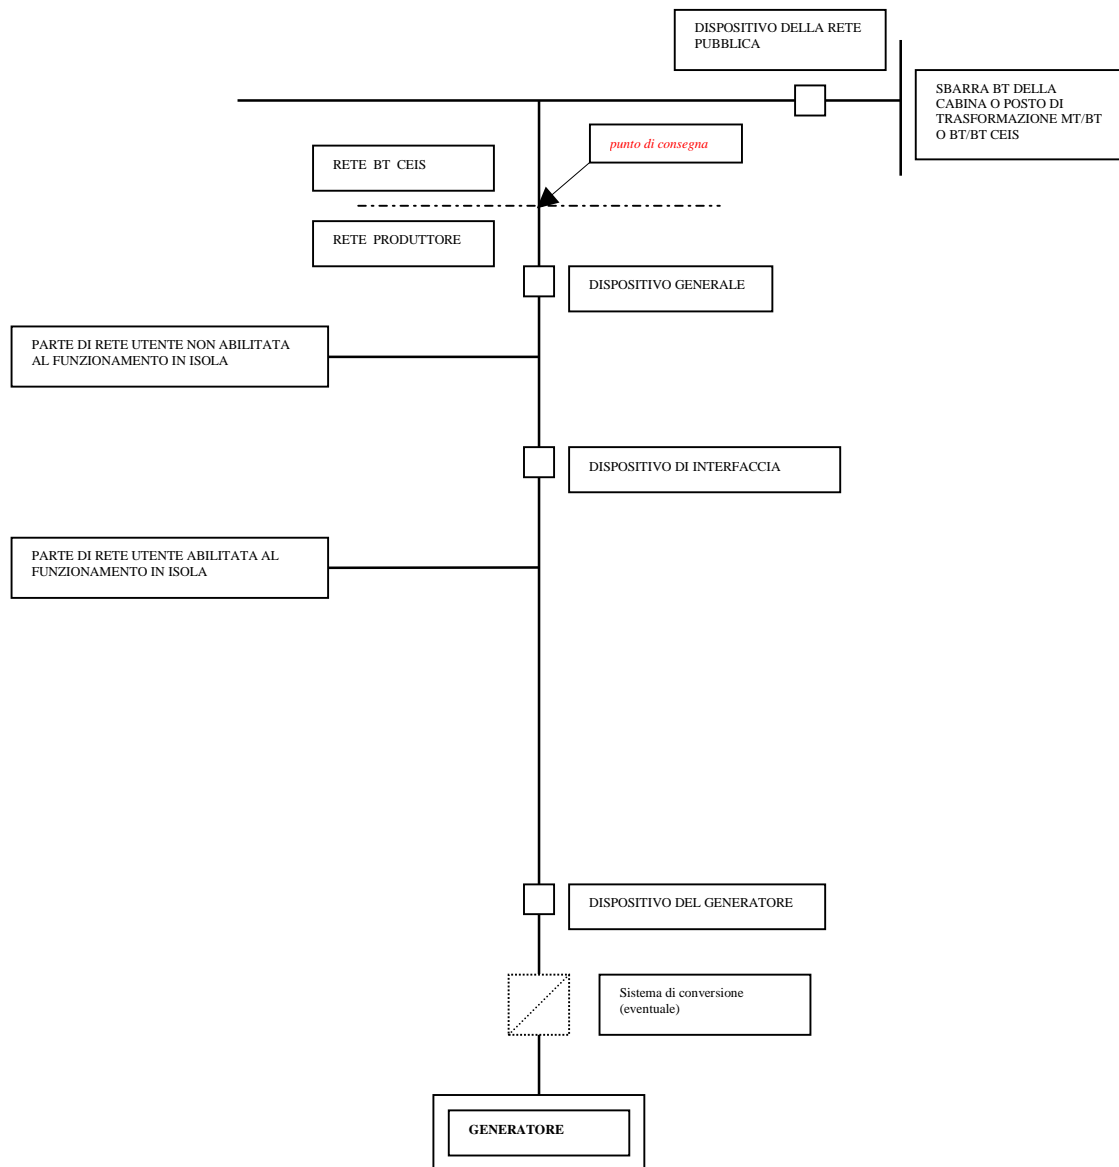 DISPOSITIVO DELLA RETE
PUBBLICA
SBARRA BT DELLA
CABINA O POSTO DI
TRASFORMAZIONE MT/BT
O BT/BT CEIS
punto di consegna
RETE BT CEIS
RETE PRODUTTORE
DISPOSITIVO GENERALE
PARTE DI RETE UTENTE NON ABILITATA
AL FUNZIONAMENTO IN ISOLA
DISPOSITIVO DI INTERFACCIA
PARTE DI RETE UTENTE ABILITATA AL
FUNZIONAMENTO IN ISOLA
DISPOSITIVO DEL GENERATORE
Sistema di conversione
(eventuale)
GENERATORE